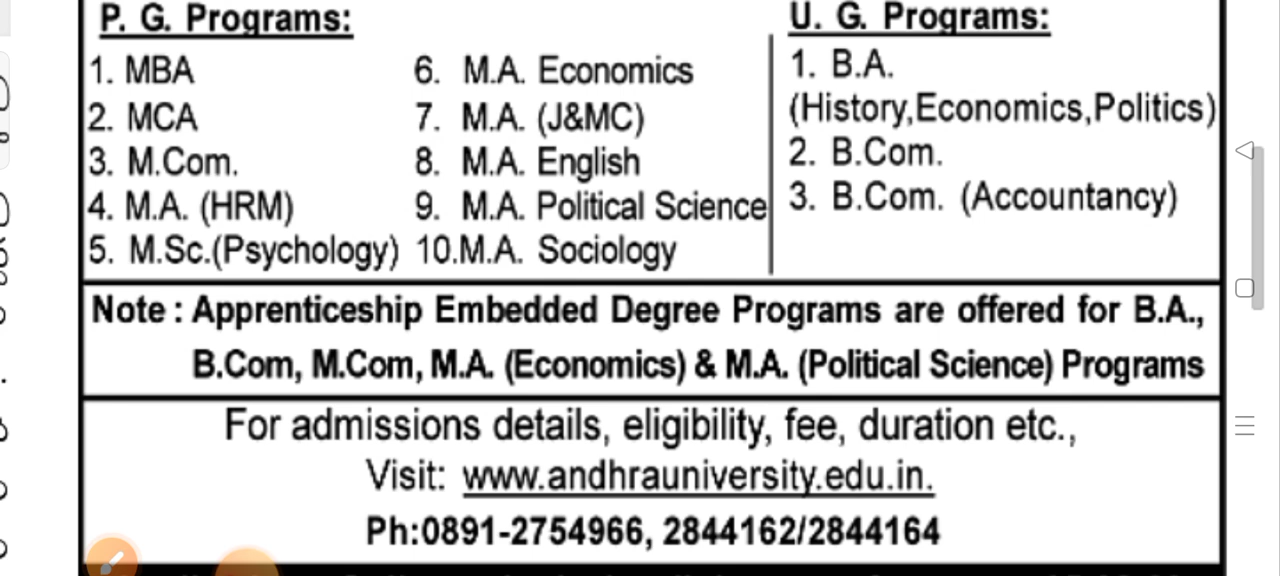 P. G. Programs:
1. MBA
2. MCA
3. M.Com.
4. M.A. (HRM)
5. M.Sc.(Psychology)
6. M.A. Economics
7. M.A. (J&MC)
8. M.A. English
9. M.A. Political Science
10.M.A. Sociology
U. G. Programs:
1. B.A.
(History,Economics,Politics)
2. B.Com.
3. B.Com. (Accountancy)
Note : Apprenticeship Embedded Degree Programs are offered for B.A.,
B.Com, M.Com, M.A. (Economics) & M.A. (Political Science) Programs
For admissions details, eligibility, fee, duration etc.,
Visit: www.andhrauniversity.edu.in.
Ph:0891-2754966, 2844162/2844164